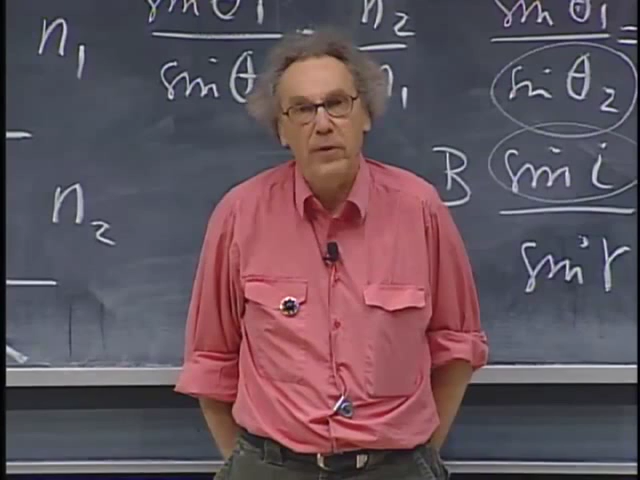 n₁
sin θ₁ / sin θ = n₂ / n₁
sin θ₁ / sin θ₂ =
n₂
B sin i / sin r